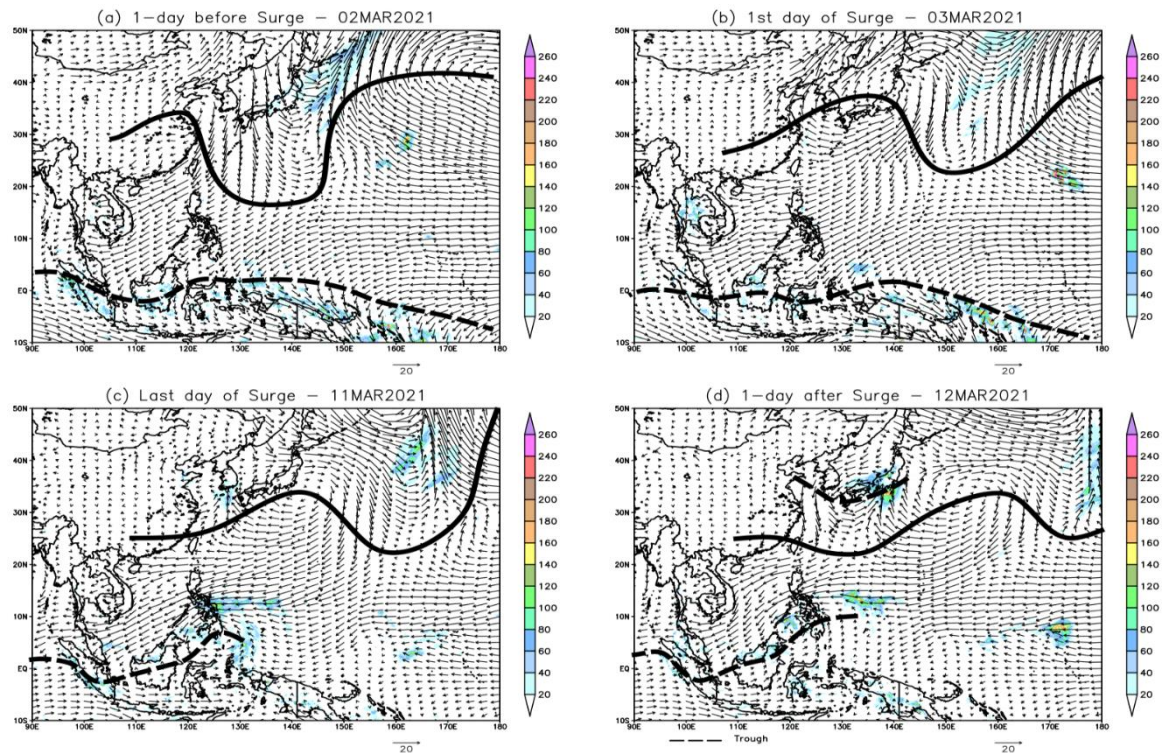 (a) 1-day before Surge - 02MAR2021
50N
40N
30N
20N
10N
EQ
10S
90E 100E 110E 120E 130E 140E 150E 160E 170E 180
260
240
220
200
180
160
140
120
100
80
60
40
20
20
(b) 1st day of Surge - 03MAR2021
50N
40N
30N
20N
10N
EQ
10S
90E 100E 110E 120E 130E 140E 150E 160E 170E 180
260
240
220
200
180
160
140
120
100
80
60
40
20
20
(c) Last day of Surge - 11MAR2021
50N
40N
30N
20N
10N
EQ
10S
90E 100E 110E 120E 130E 140E 150E 160E 170E 180
260
240
220
200
180
160
140
120
100
80
60
40
20
20
(d) 1-day after Surge - 12MAR2021
50N
40N
30N
20N
10N
EQ
10S
90E 100E 110E 120E 130E 140E 150E 160E 170E 180
260
240
220
200
180
160
140
120
100
80
60
40
20
Trough
20